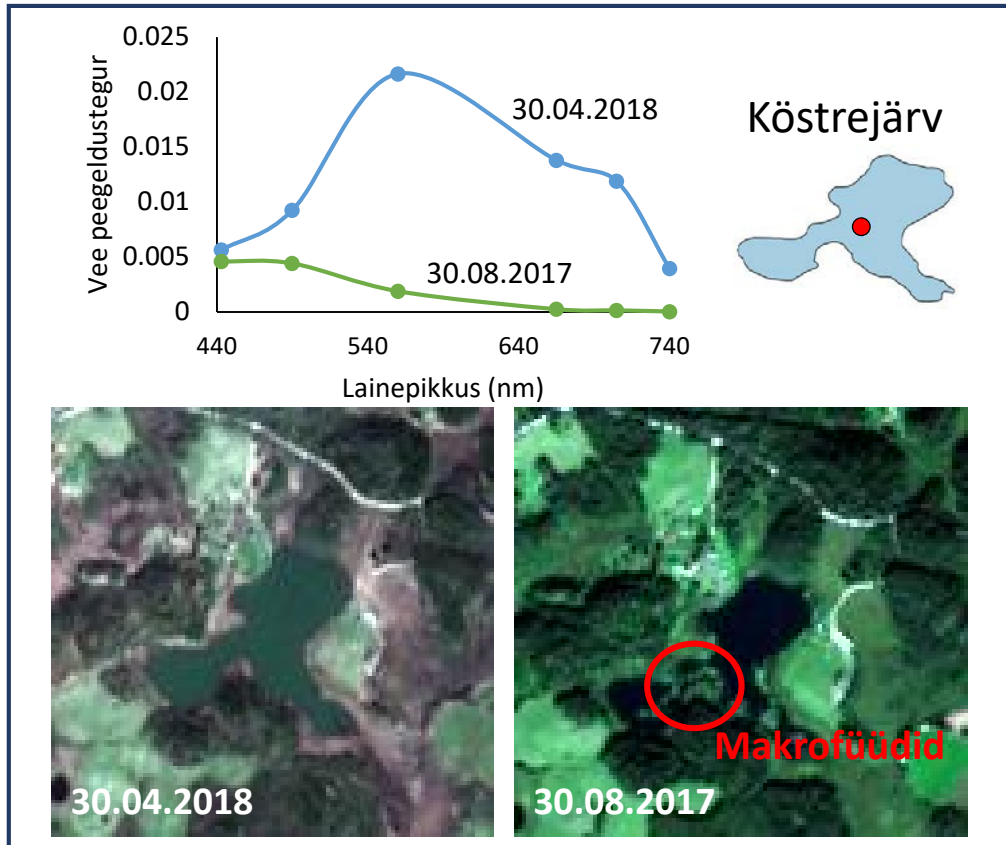 0.025
0.02
0.015
0.01
0.005
0
Vee peegeldustegur
30.04.2018
30.08.2017
440 540 640 740
Lainepikkus (nm)
Köstrejärv
Makrofüüdid
30.04.2018
30.08.2017